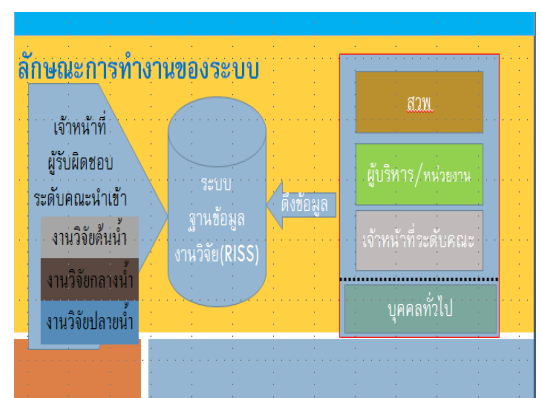 ลักษณะการทำงานของระบบ
เจ้าหน้าที่
ผู้รับผิดชอบ
ระดับคณะนำเข้า
งานวิจัยต้นน้ำ
งานวิจัยกลางน้ำ
งานวิจัยปลายน้ำ
ระบบ
ฐานข้อมูล
งานวิจัย(RISS)
ดึงข้อมูล
สวพ.
ผู้บริหาร/หน่วยงาน
เจ้าหน้าที่ระดับคณะ
บุคคลทั่วไป